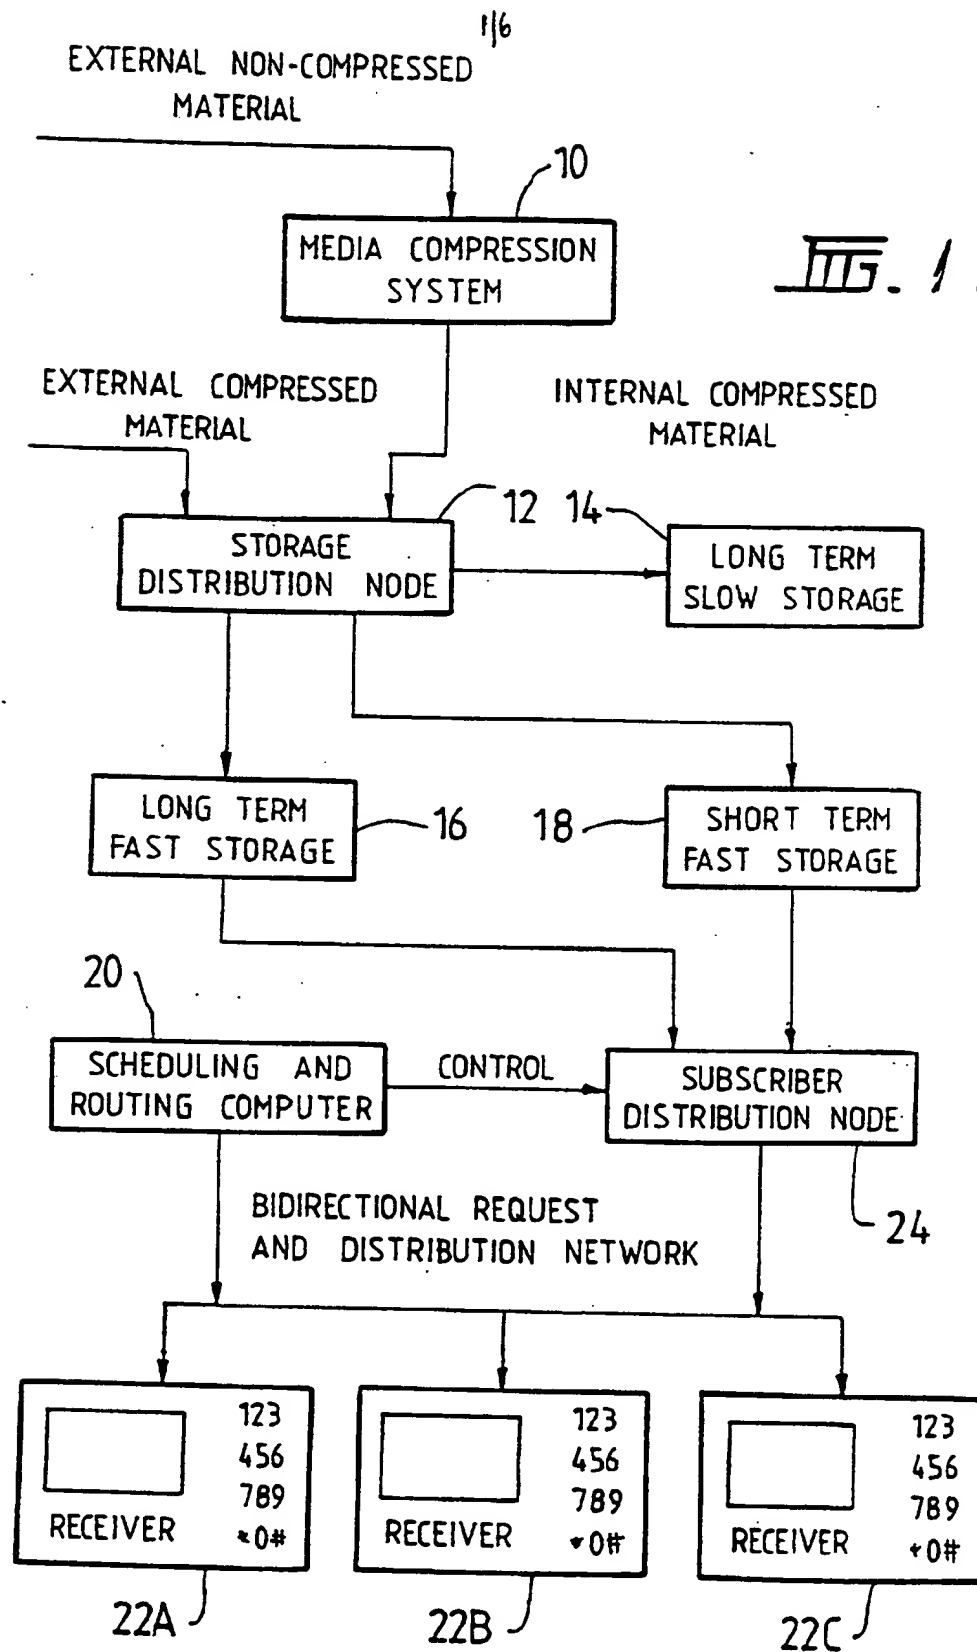 1/6
EXTERNAL NON-COMPRESSED
MATERIAL
10
MEDIA COMPRESSION
SYSTEM
FIG. 1.
EXTERNAL COMPRESSED
MATERIAL
INTERNAL COMPRESSED
MATERIAL
12 14
STORAGE
DISTRIBUTION NODE
LONG TERM
SLOW STORAGE
LONG TERM
FAST STORAGE
16
18
SHORT TERM
FAST STORAGE
20
SCHEDULING AND
ROUTING COMPUTER
CONTROL
SUBSCRIBER
DISTRIBUTION NODE
24
BIDIRECTIONAL REQUEST
AND DISTRIBUTION NETWORK
123
456
789
*0#
RECEIVER
22A
123
456
789
*0#
RECEIVER
22B
123
456
789
*0#
RECEIVER
22C